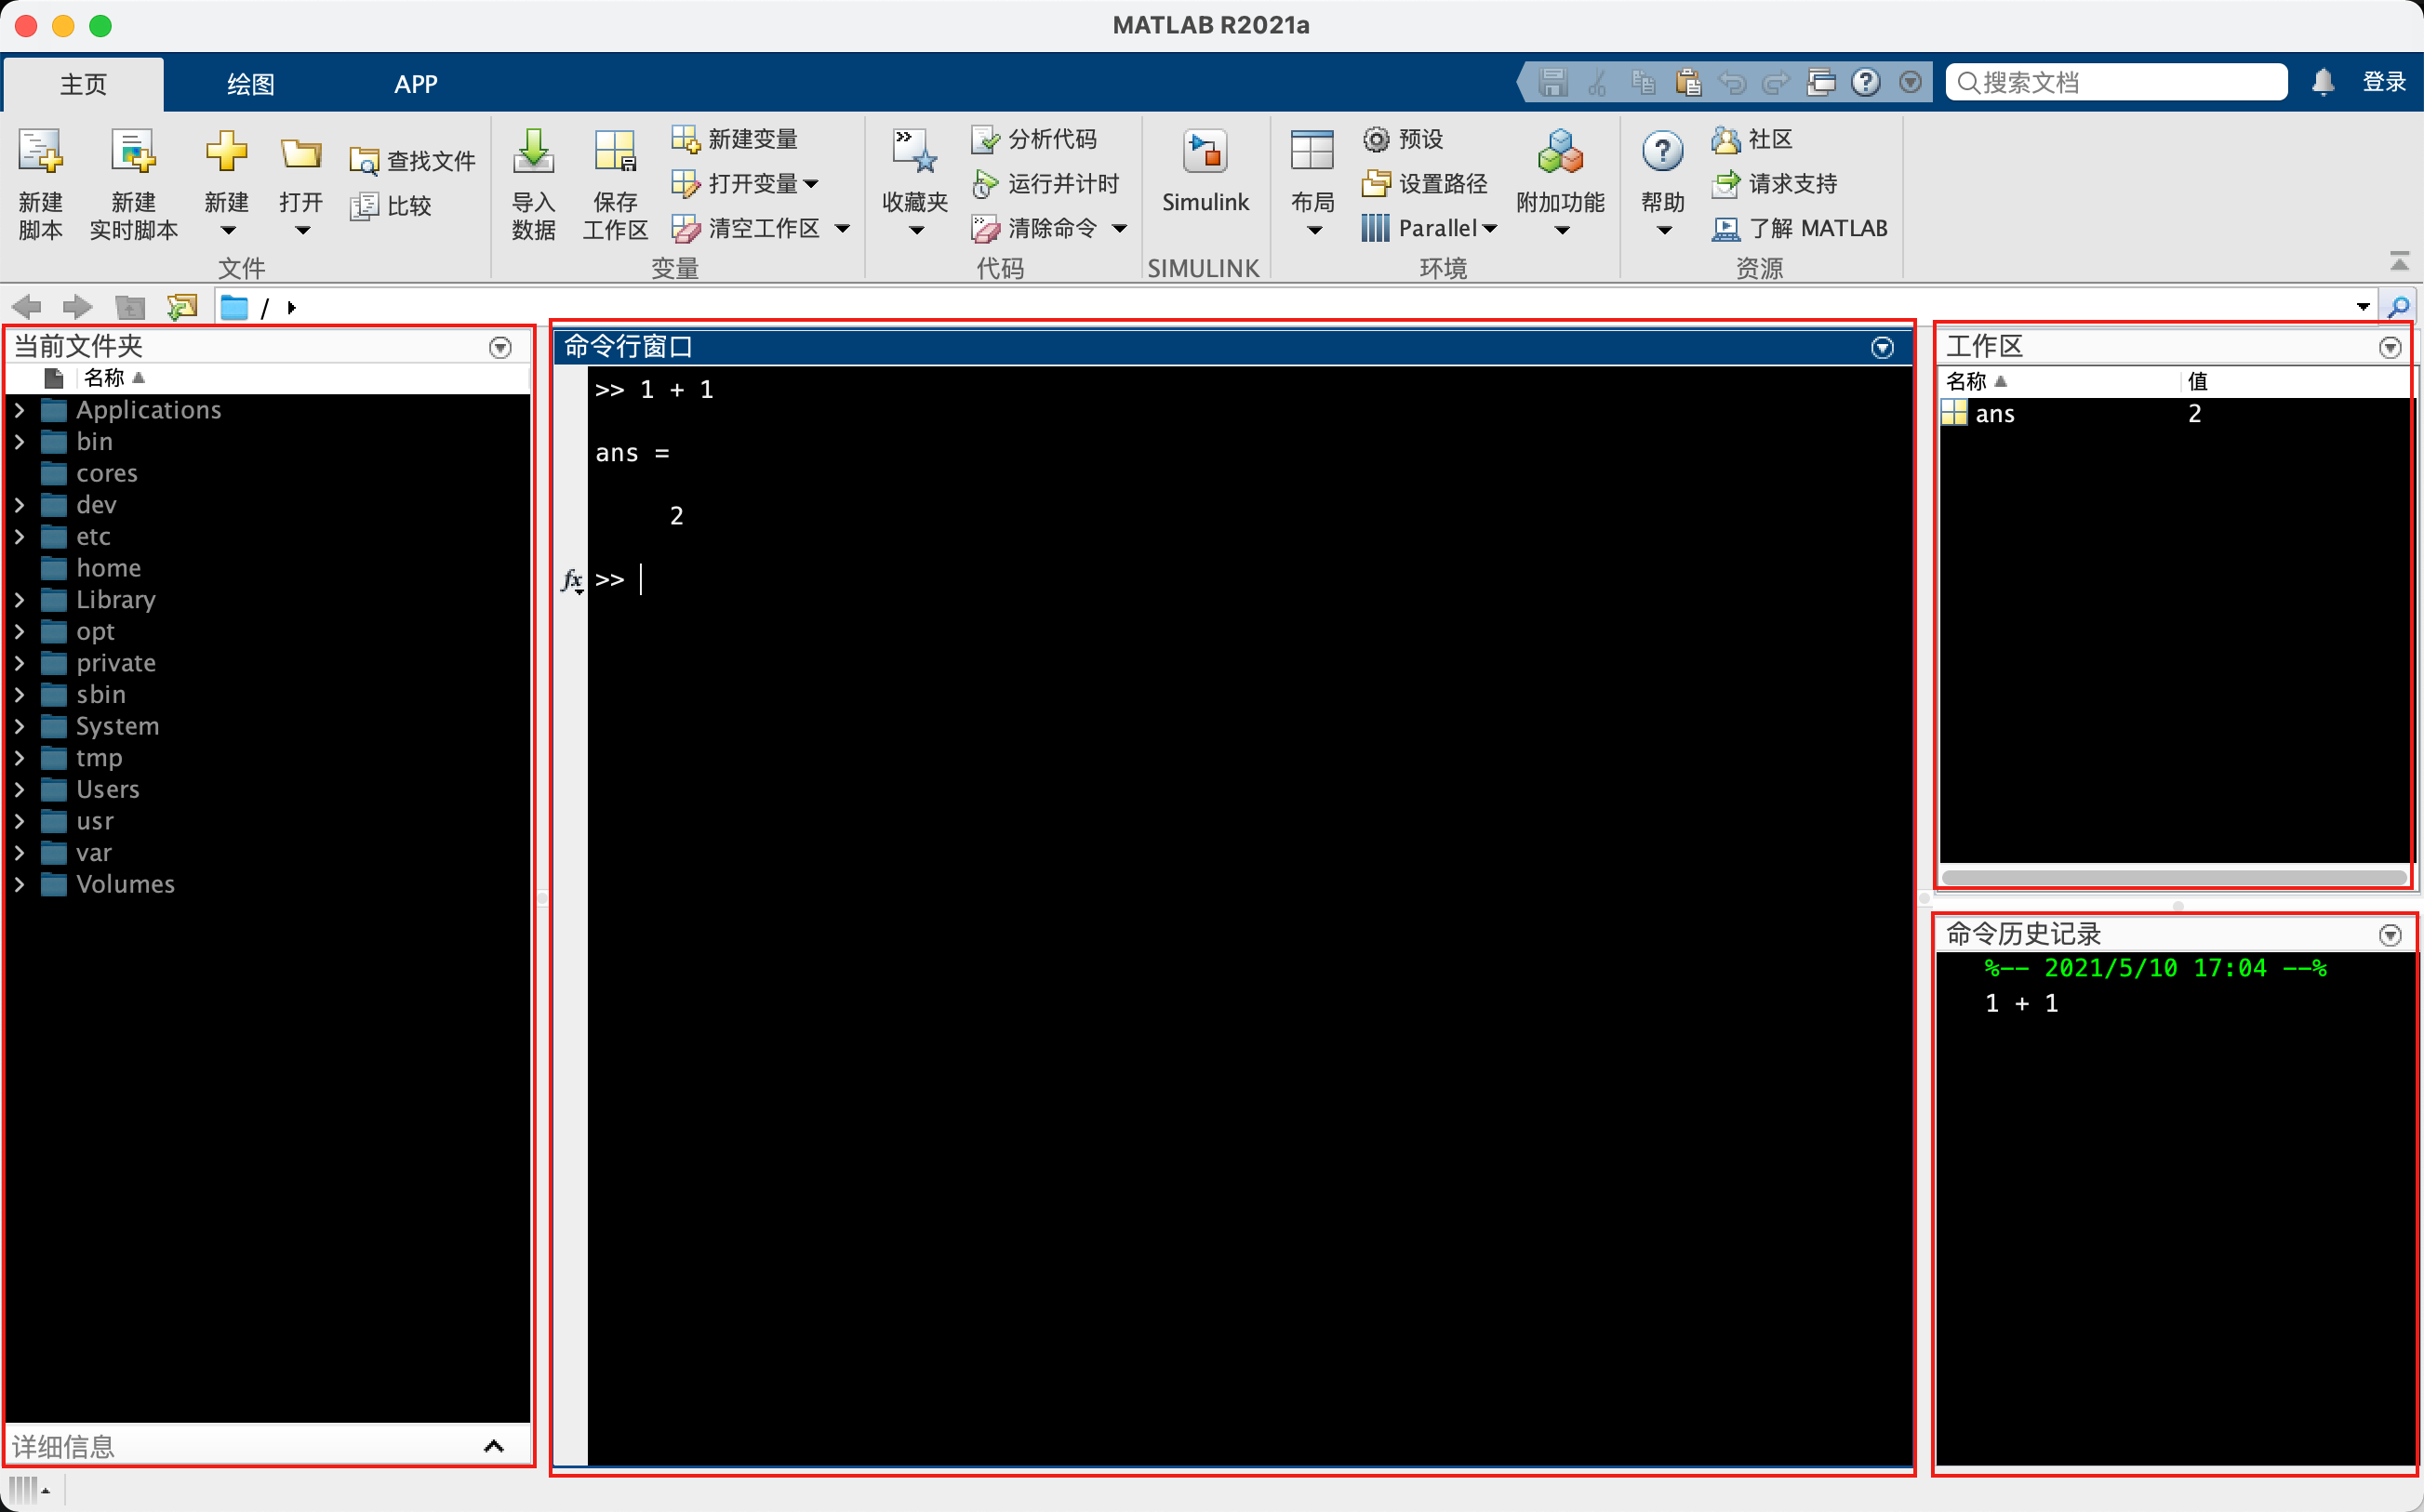 MATLAB R2021a
主页
绘图
APP
搜索文档
登录
新建
脚本
新建
实时脚本
新建
打开
查找文件
比较
文件
导入
数据
保存
工作区
新建变量
打开变量
清空工作区
变量
收藏夹
分析代码
运行并计时
清除命令
代码
Simulink
SIMULINK
布局
预设
设置路径
Parallel
附加功能
环境
帮助
社区
请求支持
了解 MATLAB
资源
/
当前文件夹
名称
Applications
bin
cores
dev
etc
home
Library
opt
private
sbin
System
tmp
Users
usr
var
Volumes
详细信息
命令行窗口
>> 1 + 1
ans =
2
fx >>
工作区
名称 值
ans 2
命令历史记录
%-- 2021/5/10 17:04 --%
1 + 1